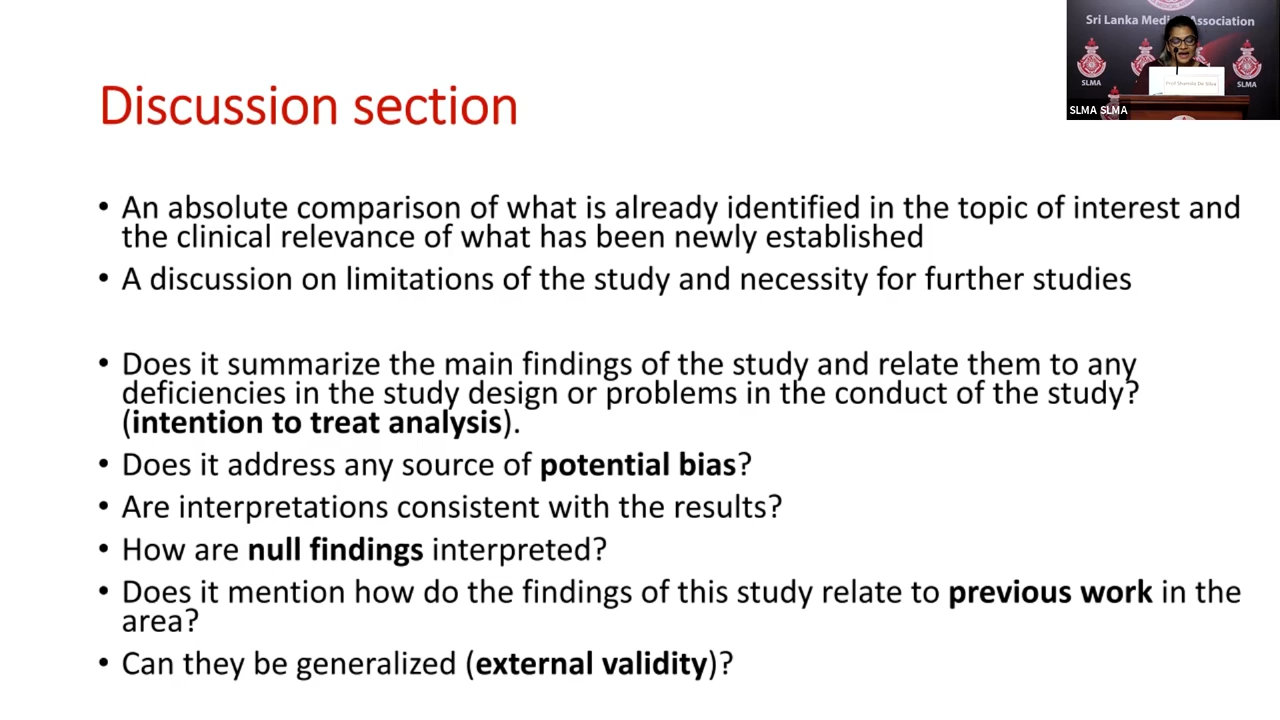 Sri Lanka Medical Association
SLMA
SLMA
SLMA SLMA
Discussion section
• An absolute comparison of what is already identified in the topic of interest and
the clinical relevance of what has been newly established
• A discussion on limitations of the study and necessity for further studies
• Does it summarize the main findings of the study and relate them to any
deficiencies in the study design or problems in the conduct of the study?
(intention to treat analysis).
• Does it address any source of potential bias?
• Are interpretations consistent with the results?
• How are null findings interpreted?
• Does it mention how do the findings of this study relate to previous work in the
area?
• Can they be generalized (external validity)?